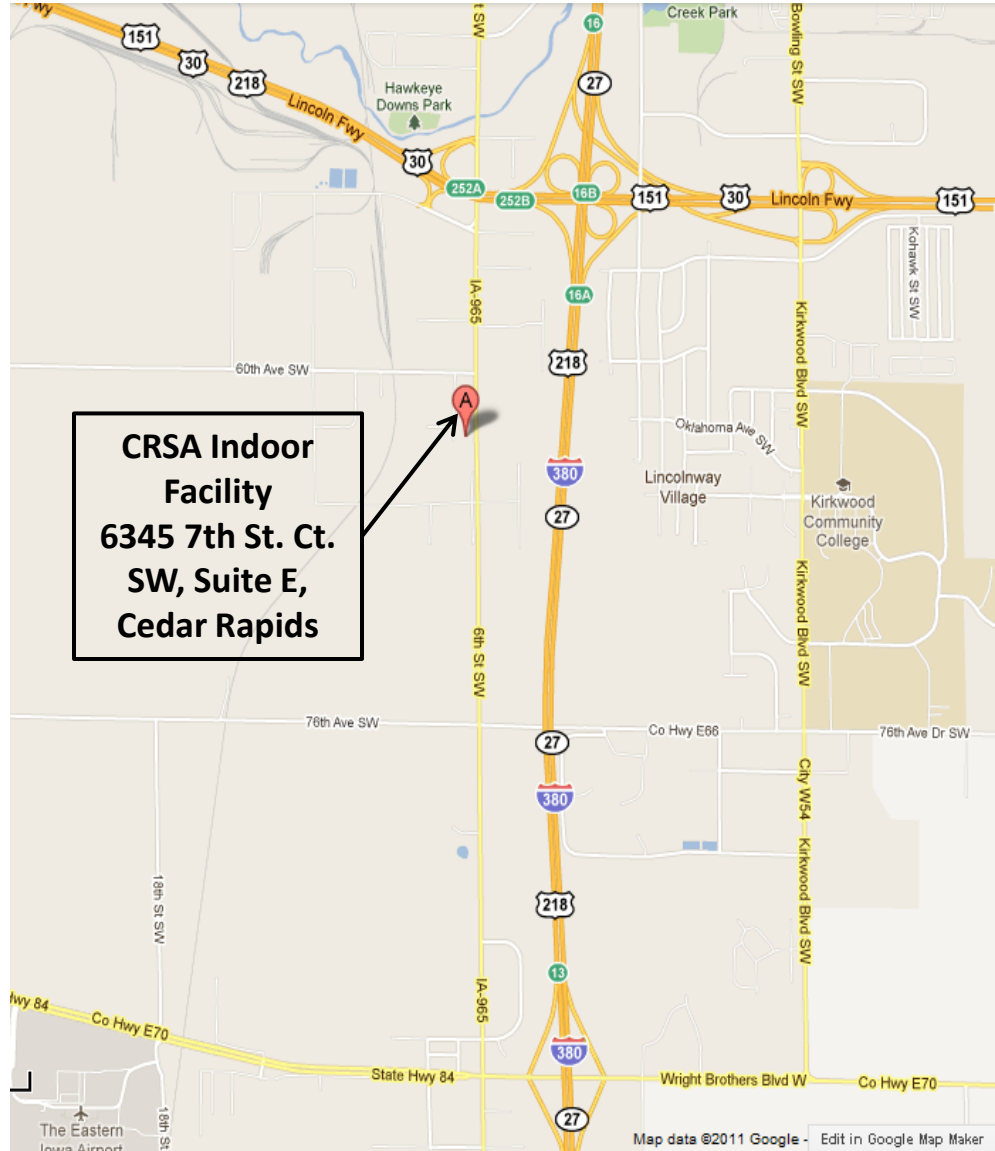 wy
t SW
16
Creek Park
Bowling St SW
151
30
218
27
Hawkeye
Downs Park
Lincoln Fwy
30
252A
252B
16B
151
30
Lincoln Fwy
151
Kohawk St SW
IA-965
16A
Kirkwood Blvd SW
218
60th Ave SW
A
CRSA Indoor
Facility
6345 7th St. Ct.
SW, Suite E,
Cedar Rapids
Oklahoma Ave SW
380
Lincolnway
Village
27
Kirkwood
Community
College
Kirkwood Blvd SW
6th St SW
76th Ave SW
27
Co Hwy E66
76th Ave Dr SW
380
City W54
Kirkwood Blvd SW
18th St SW
218
13
IA-965
Hwy 84
Co Hwy E70
380
State Hwy 84
Wright Brothers Blvd W
Co Hwy E70
18th St
27
The Eastern
Iowa Airport
Map data ©2011 Google -
Edit in Google Map Maker